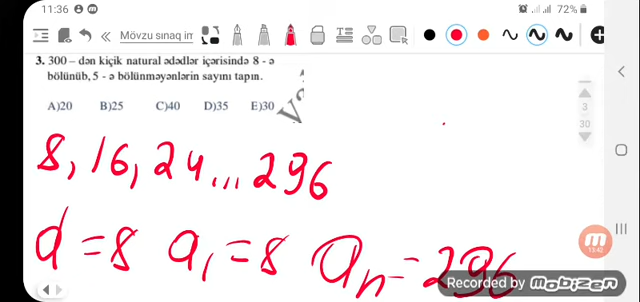 11:36
72%
Mövzu sınaq im
3. 300 – dən kiçik natural ədədlər içərisində 8 - ə
bölünüb, 5 - ə bölünməyənlərin sayını tapın.
A)20 B)25 C)40 D)35 E)30
3
30
8, 16, 24... 296
d = 8 a₁ = 8 aₙ = 296
13:42
Recorded by mobizen